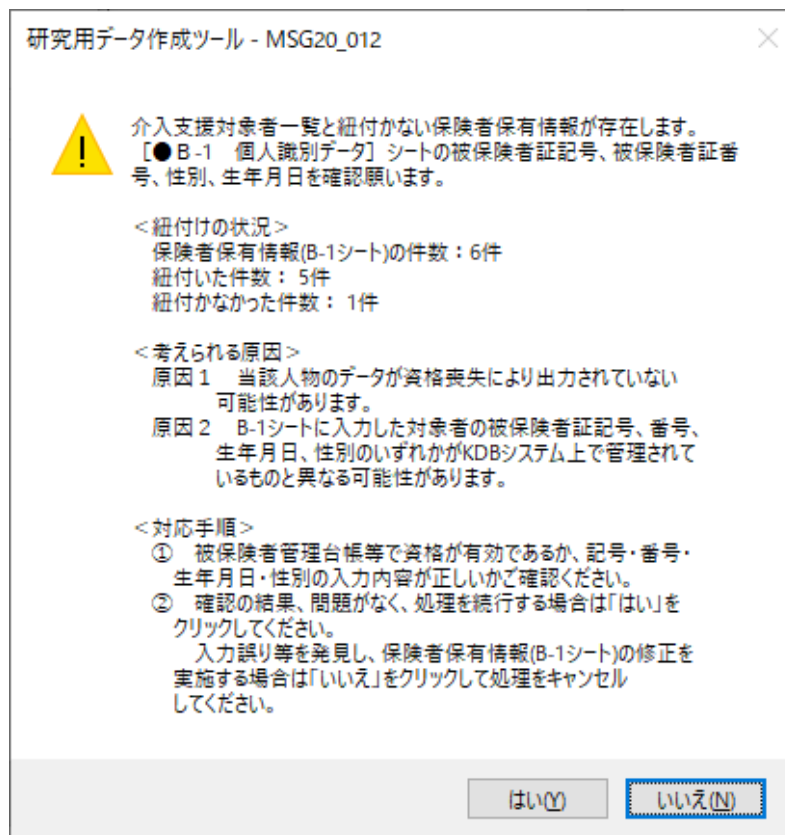 研究用データ作成ツール - MSG20_012
介入支援対象者一覧と紐付かない保険者保有情報が存在します。
［●Ｂ-1　個人識別データ］シートの被保険者証記号、被保険者証番
号、性別、生年月日を確認願います。
＜紐付けの状況＞
保険者保有情報(B-1シート)の件数：6件
紐付いた件数： 5件
紐付かなかった件数： 1件
＜考えられる原因＞
原因１　当該人物のデータが資格喪失により出力されていない
可能性があります。
原因２　B-1シートに入力した対象者の被保険者証記号、番号、
生年月日、性別のいずれかがKDBシステム上で管理されて
いるものと異なる可能性があります。
＜対応手順＞
①　被保険者管理台帳等で資格が有効であるか、記号・番号・
生年月日・性別の入力内容が正しいかご確認ください。
②　確認の結果、問題がなく、処理を続行する場合は「はい」を
クリックしてください。
入力誤り等を発見し、保険者保有情報(B-1シート)の修正を
実施する場合は「いいえ」をクリックして処理をキャンセル
してください。
はい(Y)
いいえ(N)